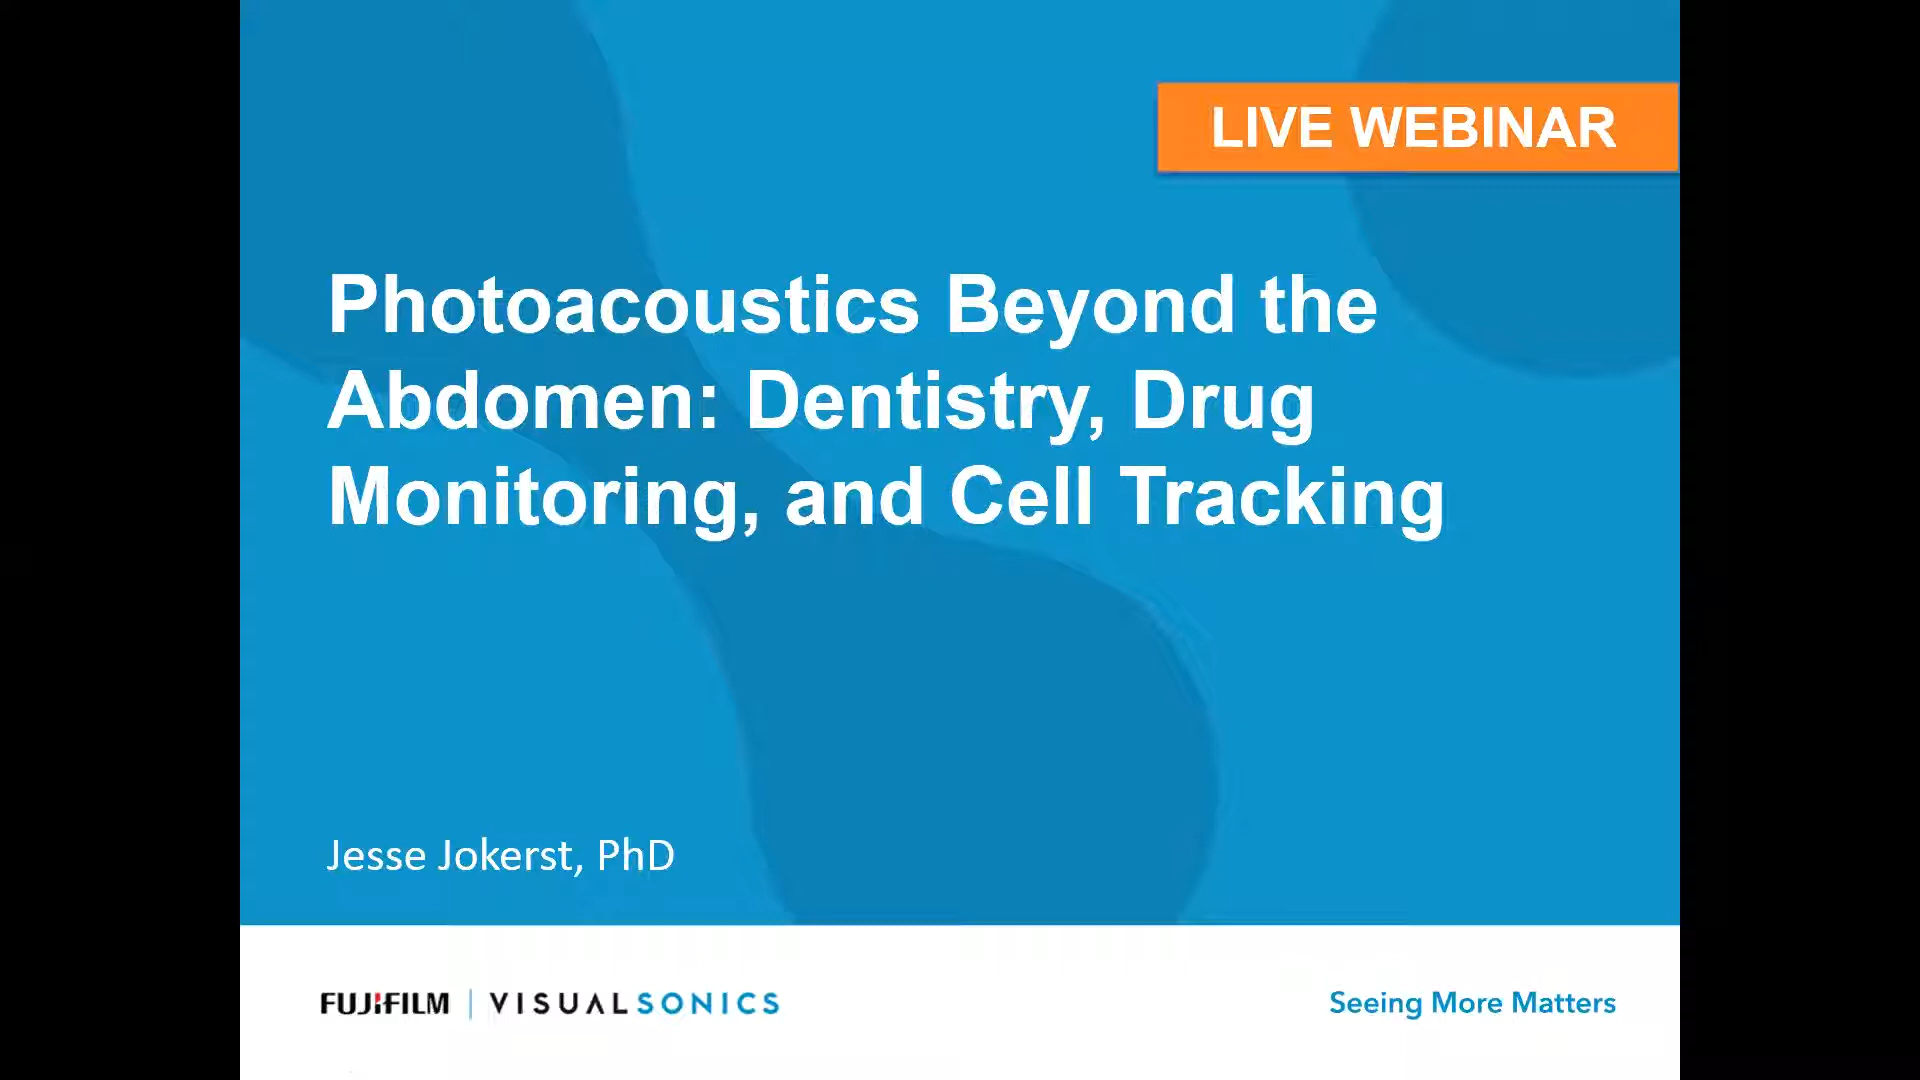 LIVE WEBINAR
Photoacoustics Beyond the
Abdomen: Dentistry, Drug
Monitoring, and Cell Tracking
Jesse Jokerst, PhD
FUJIFILM | VISUALSONICS
Seeing More Matters